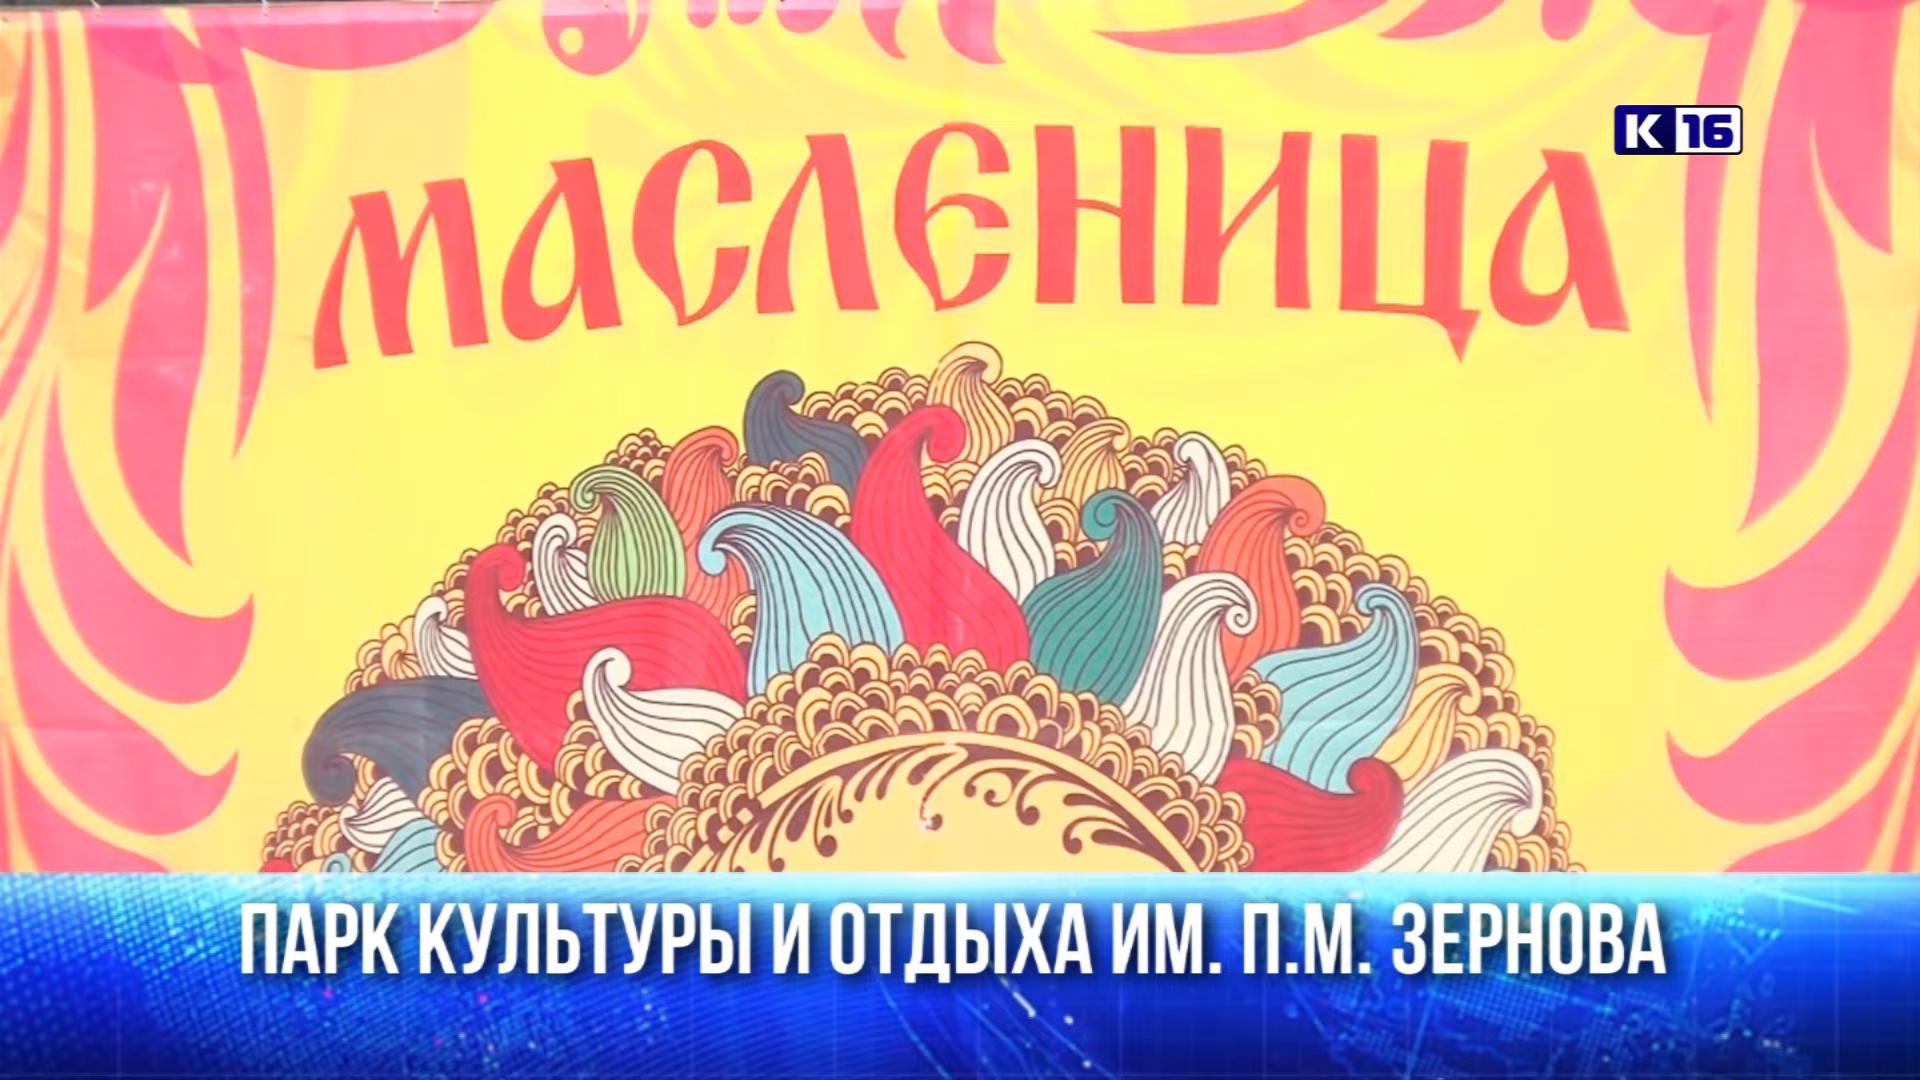 МАСЛЕНИЦА
К 16
ПАРК КУЛЬТУРЫ И ОТДЫХА ИМ. П.М. ЗЕРНОВА